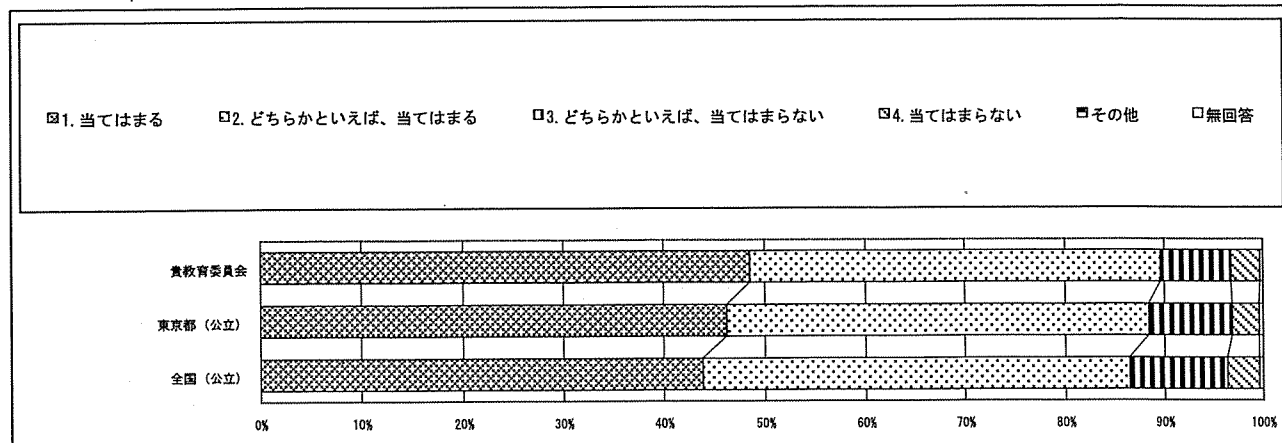 1. 当てはまる 2. どちらかといえば、当てはまる 3. どちらかといえば、当てはまらない 4. 当てはまらない その他 無回答
貴教育委員会
東京都（公立）
全国（公立）
0% 10% 20% 30% 40% 50% 60% 70% 80% 90% 100%